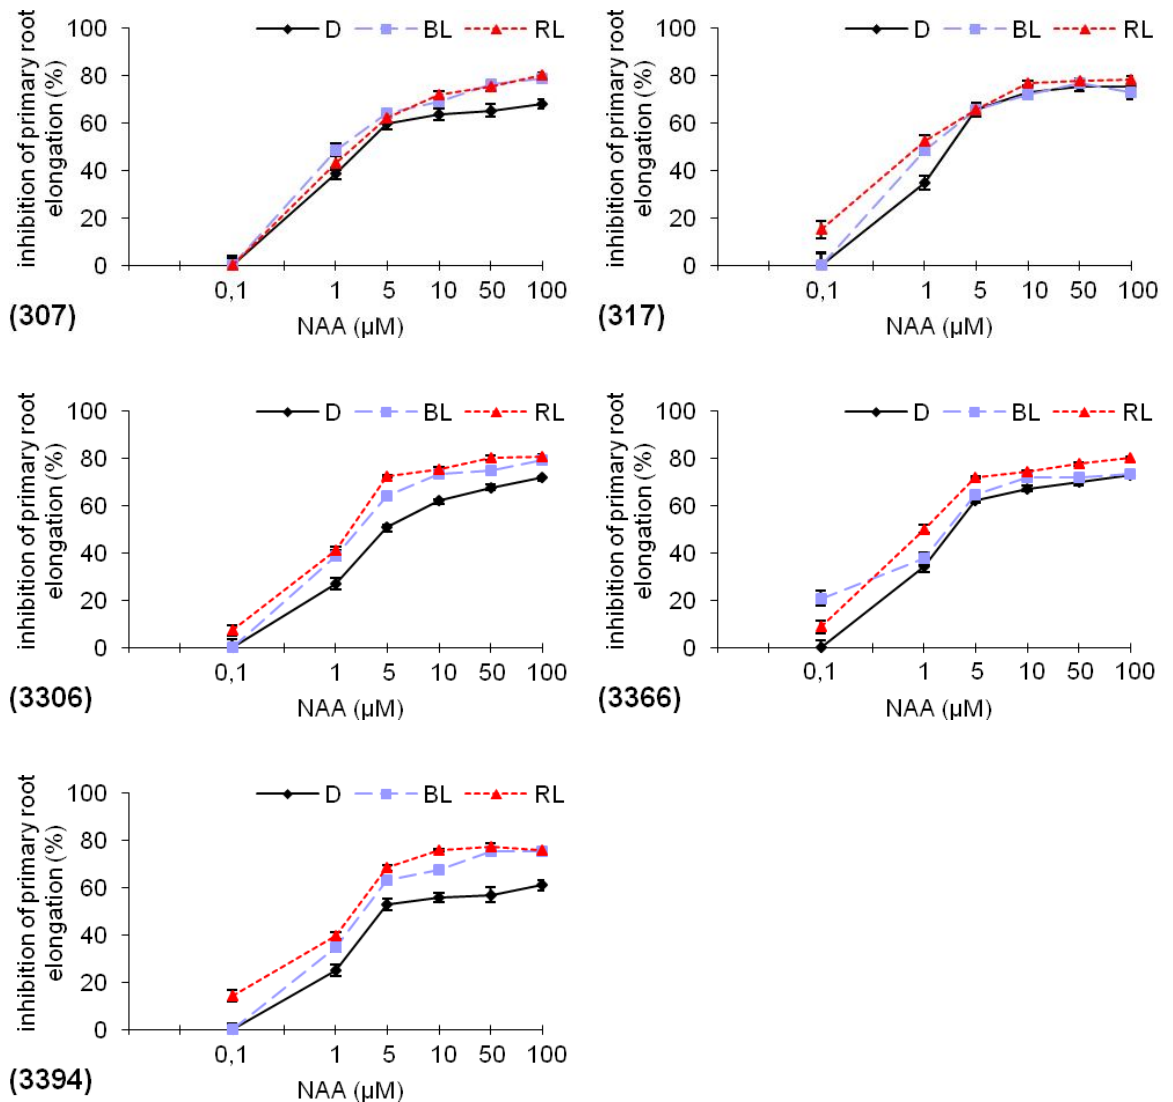 100 D BL RL
80
60
40
20
0
0,1 1 5 10 50 100
inhibition of primary root
elongation (%)
NAA (µM)
(307)
100 D BL RL
80
60
40
20
0
0,1 1 5 10 50 100
inhibition of primary root
elongation (%)
NAA (µM)
(317)
100 D BL RL
80
60
40
20
0
0,1 1 5 10 50 100
inhibition of primary root
elongation (%)
NAA (µM)
(3306)
100 D BL RL
80
60
40
20
0
0,1 1 5 10 50 100
inhibition of primary root
elongation (%)
NAA (µM)
(3366)
100 D BL RL
80
60
40
20
0
0,1 1 5 10 50 100
inhibition of primary root
elongation (%)
NAA (µM)
(3394)